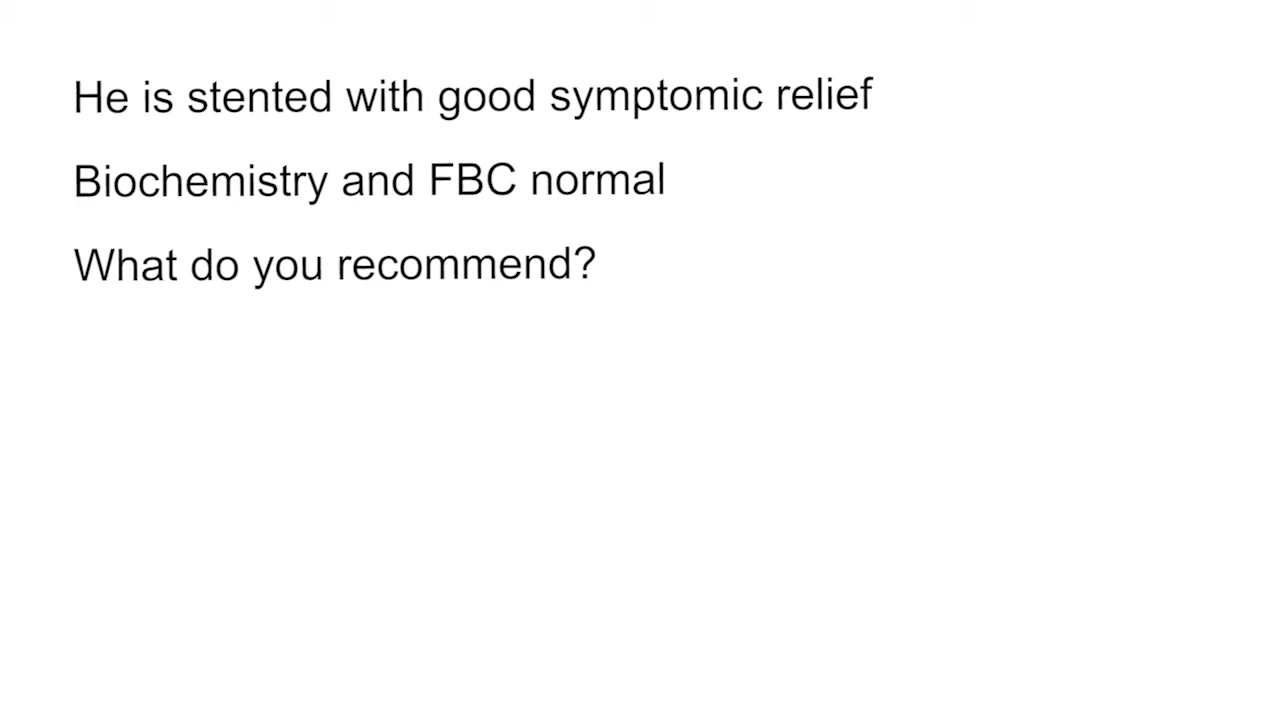 He is stented with good symptomic relief
Biochemistry and FBC normal
What do you recommend?